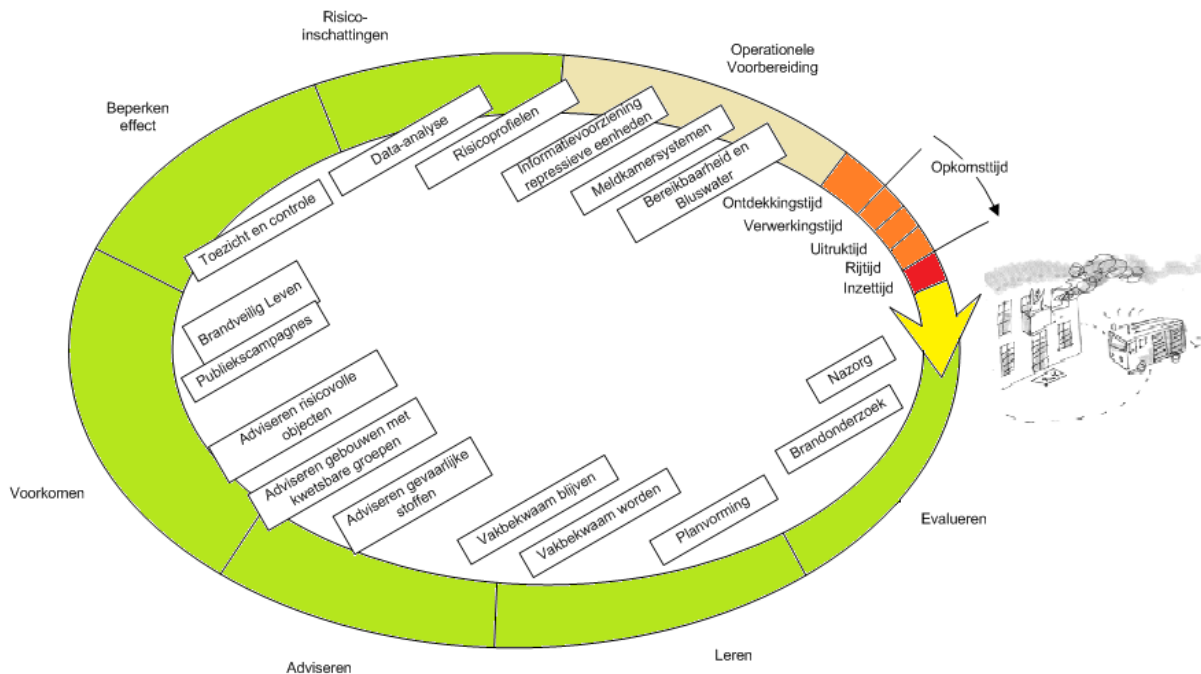 Risico-
inschattingen
Operationele
Voorbereiding
Beperken
effect
Data-analyse
Risicoprofielen
Informatievoorziening
repressieve eenheden
Meldkamersystemen
Bereikbaarheid en
Bluswater
Opkomsttijd
Toezicht en controle
Ontdekkingstijd
Verwerkingstijd
Uitruktijd
Rijtijd
Inzettijd
Brandveilig Leven
Publiekscampagnes
Nazorg
Adviseren risicovolle
objecten
Brandonderzoek
Adviseren gebouwen met
kwetsbare groepen
Adviseren gevaarlijke
stoffen
Vakbekwaam blijven
Vakbekwaam worden
Planvorming
Voorkomen
Evalueren
Leren
Adviseren